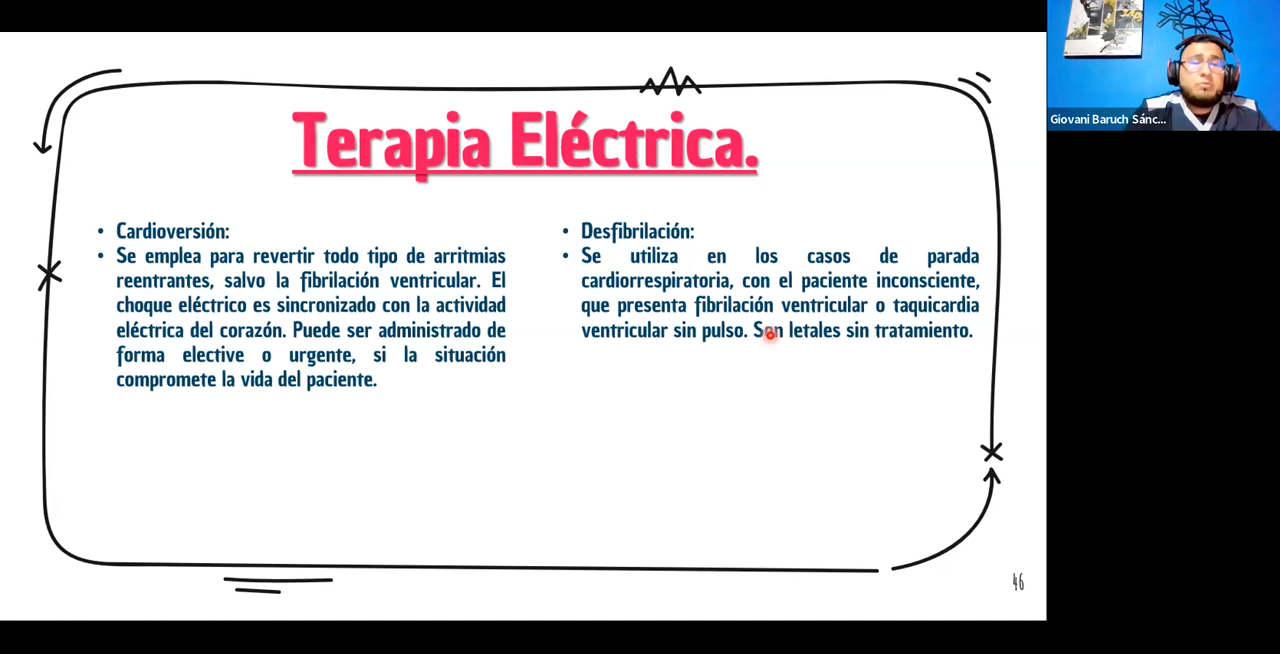 Terapia Eléctrica.
• Cardioversión:
• Se emplea para revertir todo tipo de arritmias
reentrantes, salvo la fibrilación ventricular. El
choque eléctrico es sincronizado con la actividad
eléctrica del corazón. Puede ser administrado de
forma elective o urgente, si la situación
compromete la vida del paciente.
• Desfibrilación:
• Se utiliza en los casos de parada
cardiorrespiratoria, con el paciente inconsciente,
que presenta fibrilación ventricular o taquicardia
ventricular sin pulso. Son letales sin tratamiento.
46
Giovani Baruch Sánc...